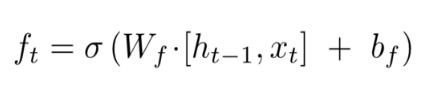 f_t = σ (W_f · [h_{t−1}, x_t] + b_f)